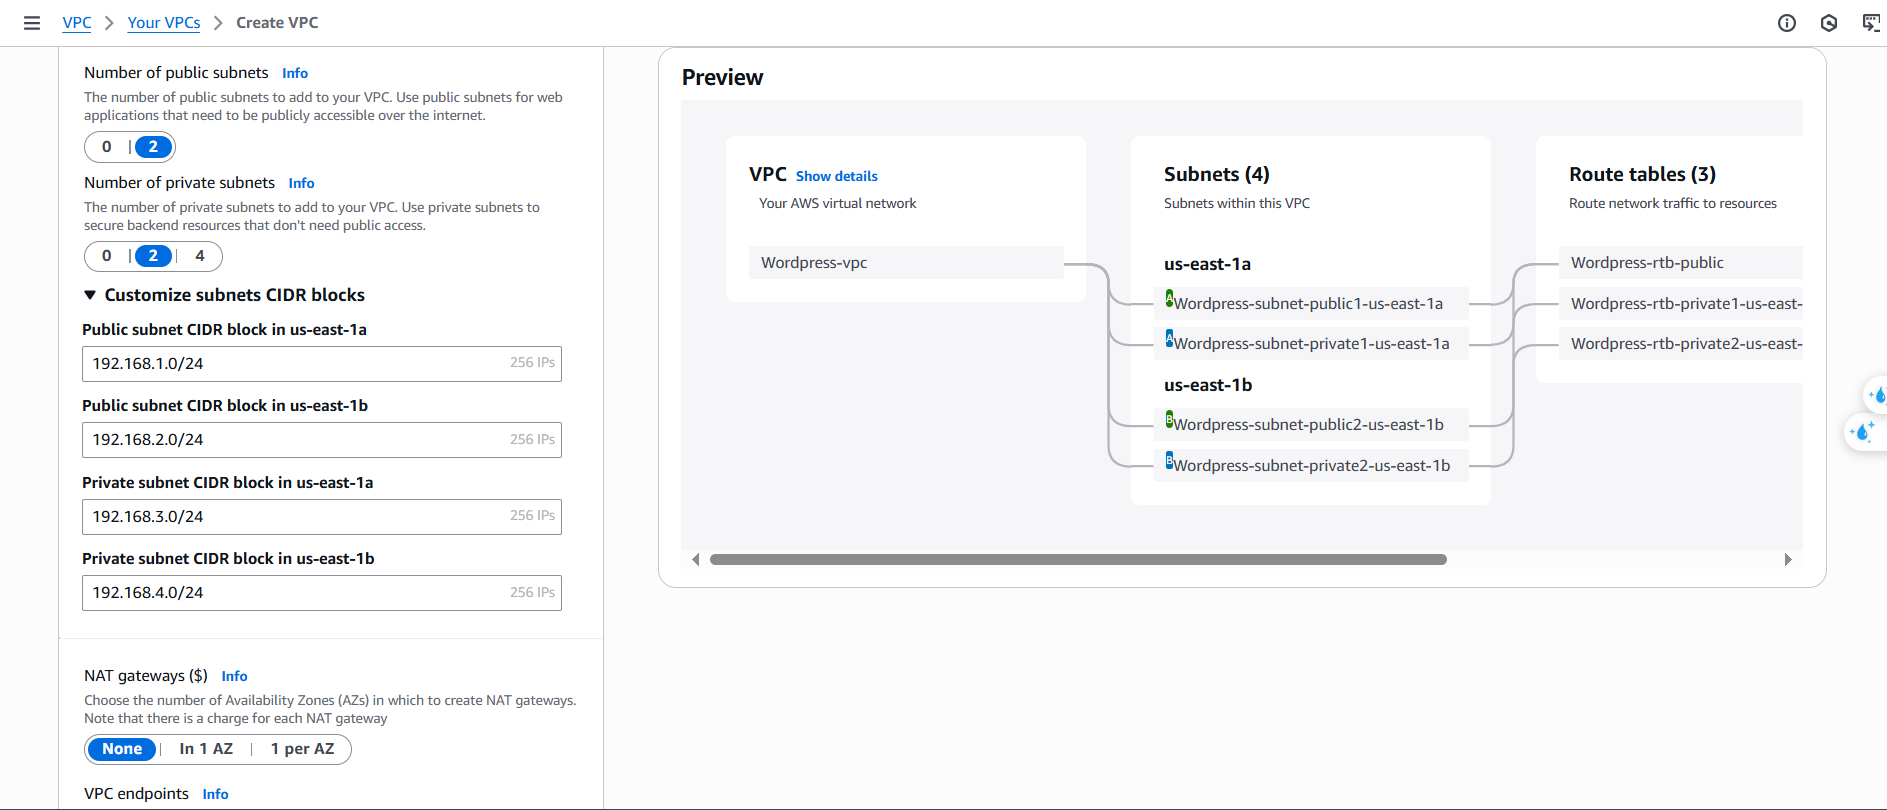 VPC > Your VPCs > Create VPC
Number of public subnets Info
The number of public subnets to add to your VPC. Use public subnets for web
applications that need to be publicly accessible over the internet.
0 | 2
Number of private subnets Info
The number of private subnets to add to your VPC. Use private subnets to
secure backend resources that don't need public access.
0 | 2 | 4
Customize subnets CIDR blocks
Public subnet CIDR block in us-east-1a
192.168.1.0/24 256 IPs
Public subnet CIDR block in us-east-1b
192.168.2.0/24 256 IPs
Private subnet CIDR block in us-east-1a
192.168.3.0/24 256 IPs
Private subnet CIDR block in us-east-1b
192.168.4.0/24 256 IPs
NAT gateways ($) Info
Choose the number of Availability Zones (AZs) in which to create NAT gateways.
Note that there is a charge for each NAT gateway
None | In 1 AZ | 1 per AZ
VPC endpoints Info
Preview
VPC Show details
Your AWS virtual network
Wordpress-vpc
Subnets (4)
Subnets within this VPC
us-east-1a
A Wordpress-subnet-public1-us-east-1a
A Wordpress-subnet-private1-us-east-1a
us-east-1b
B Wordpress-subnet-public2-us-east-1b
B Wordpress-subnet-private2-us-east-1b
Route tables (3)
Route network traffic to resources
Wordpress-rtb-public
Wordpress-rtb-private1-us-east-
Wordpress-rtb-private2-us-east-